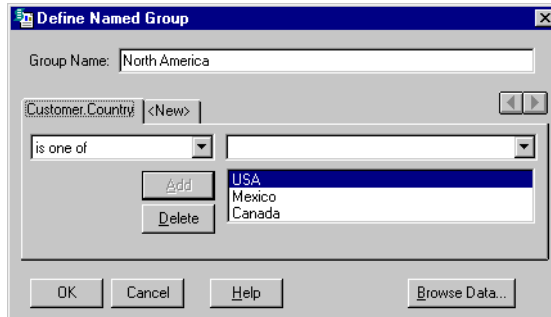 Define Named Group
Group Name: North America
Customer.Country <New>
is one of
Add
USA
Mexico
Canada
Delete
OK Cancel Help Browse Data...